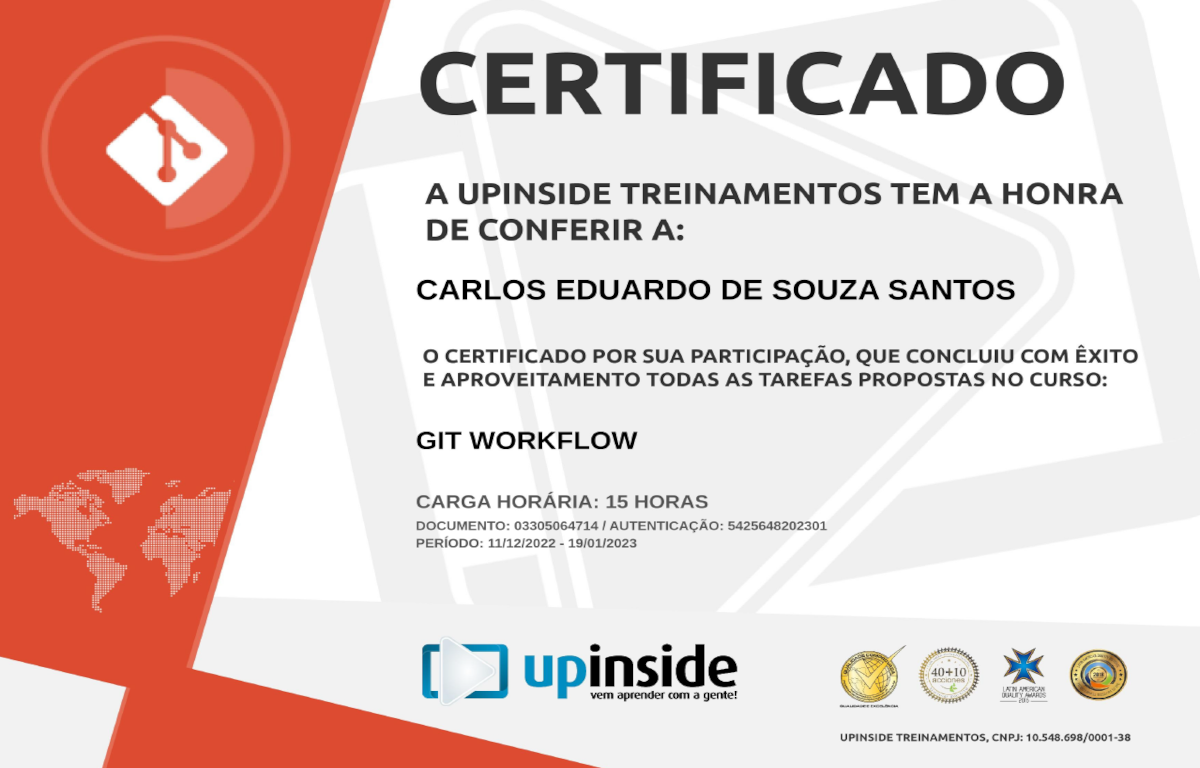 CERTIFICADO
A UPINSIDE TREINAMENTOS TEM A HONRA
DE CONFERIR A:
CARLOS EDUARDO DE SOUZA SANTOS
O CERTIFICADO POR SUA PARTICIPAÇÃO, QUE CONCLUIU COM ÊXITO
E APROVEITAMENTO TODAS AS TAREFAS PROPOSTAS NO CURSO:
GIT WORKFLOW
CARGA HORÁRIA: 15 HORAS
DOCUMENTO: 03305064714 / AUTENTICAÇÃO: 5425648202301
PERÍODO: 11/12/2022 - 19/01/2023
upinside
vem aprender com a gente!
40+10
acciones
LATIN AMERICAN
QUALITY AWARDS
UPINSIDE TREINAMENTOS, CNPJ: 10.548.698/0001-38